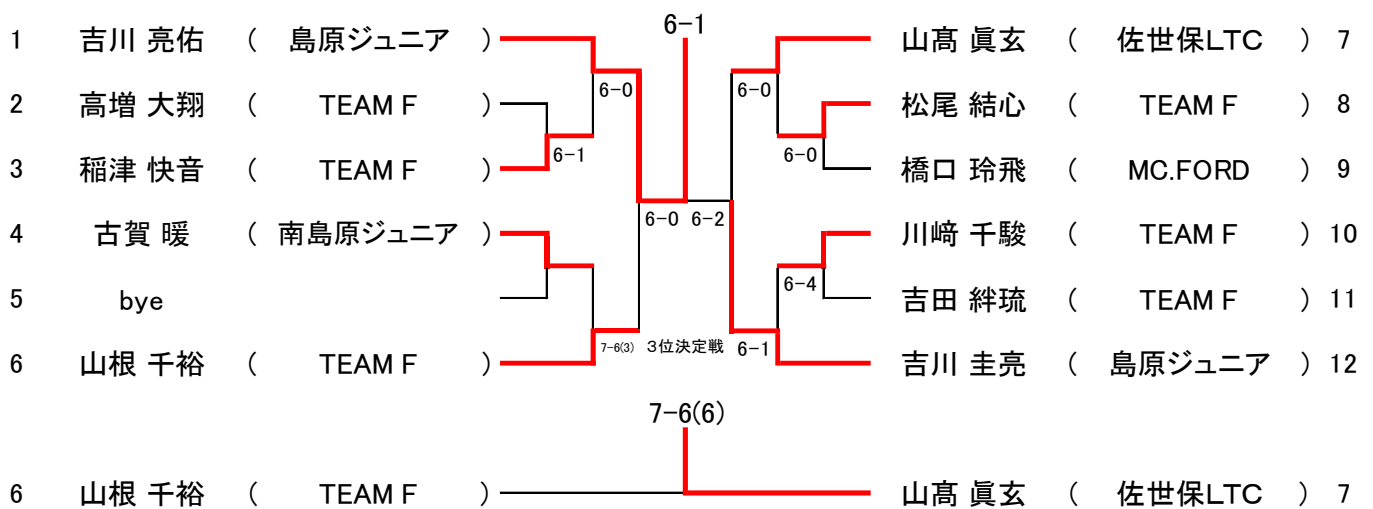 6-1
1 吉川 亮佑 ( 島原ジュニア ) 山髙 眞玄 ( 佐世保LTC ) 7
6-0 6-0
2 高増 大翔 ( TEAM F ) 松尾 結心 ( TEAM F ) 8
6-1 6-0
3 稲津 快音 ( TEAM F ) 橋口 玲飛 ( MC.FORD ) 9
6-0 6-2
4 古賀 暖 ( 南島原ジュニア ) 川﨑 千駿 ( TEAM F ) 10
6-4
5 bye 吉田 絆琉 ( TEAM F ) 11
7-6(3) 3位決定戦 6-1
6 山根 千裕 ( TEAM F ) 吉川 圭亮 ( 島原ジュニア ) 12
7-6(6)
6 山根 千裕 ( TEAM F ) 山髙 眞玄 ( 佐世保LTC ) 7